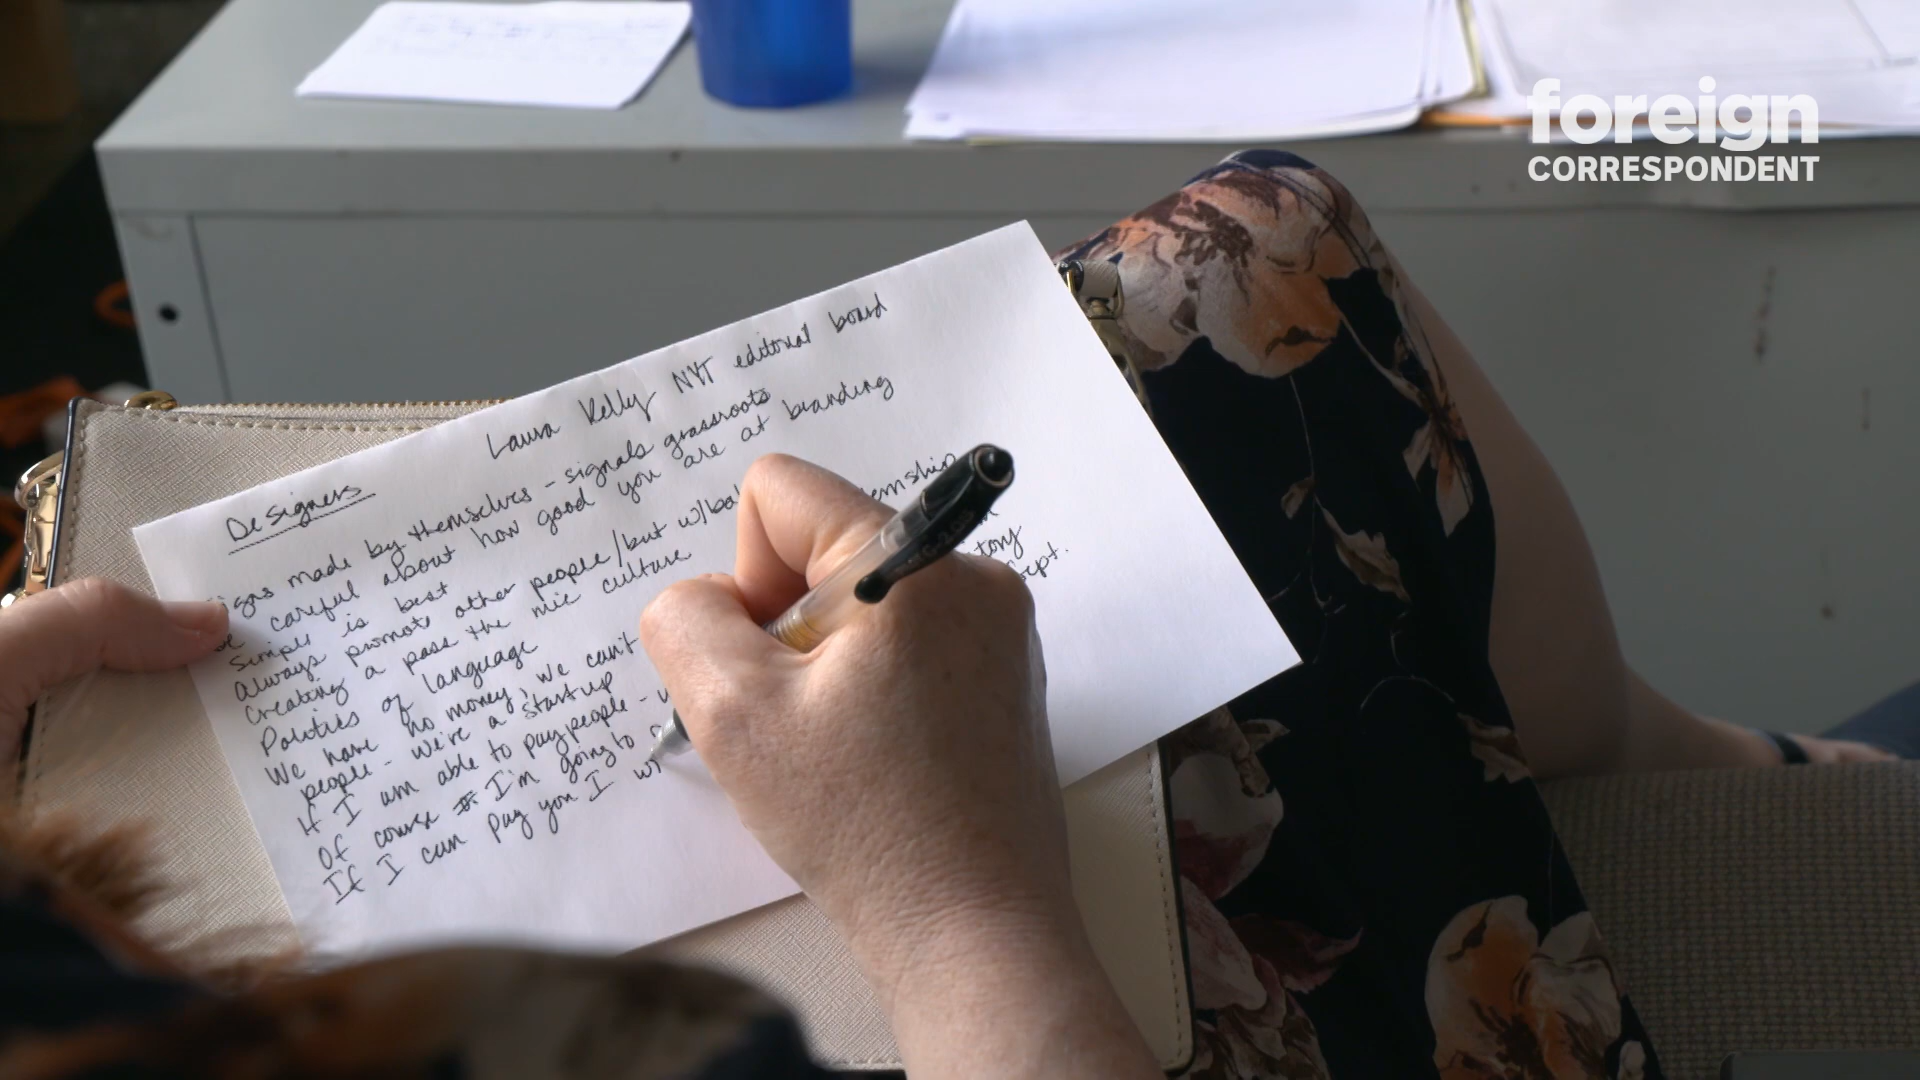 foreign
CORRESPONDENT
Laura Kelly NYT editorial board
Designers
signs made by themselves - signals grassroots
be careful about how good you are at branding
Simple is best
Always promote other people/but w/
Creating a pass the mic culture
Politics of language
We have no money, we can't
people - we're a startup
If I am able to pay people -
Of course I'm going to
If I can pay you I
tory
G-2